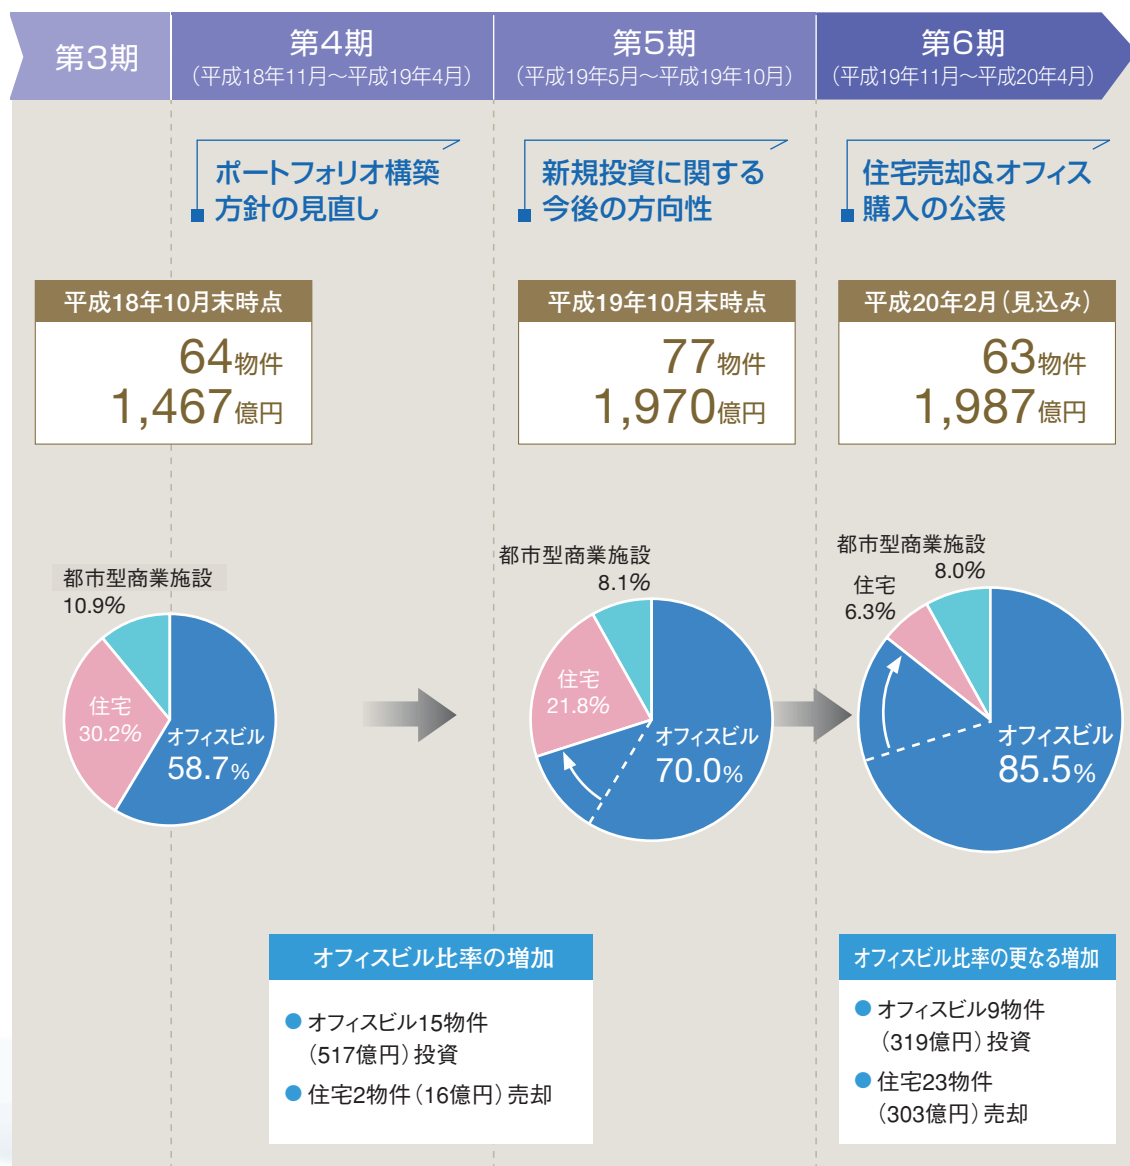 第3期
第4期
（平成18年11月～平成19年4月）
第5期
（平成19年5月～平成19年10月）
第6期
（平成19年11月～平成20年4月）
ポートフォリオ構築
方針の見直し
新規投資に関する
今後の方向性
住宅売却&オフィス
購入の公表
平成18年10月末時点
64物件
1,467億円
平成19年10月末時点
77物件
1,970億円
平成20年2月（見込み）
63物件
1,987億円
都市型商業施設
10.9%
住宅
30.2%
オフィスビル
58.7%
都市型商業施設
8.1%
住宅
21.8%
オフィスビル
70.0%
都市型商業施設
8.0%
住宅
6.3%
オフィスビル
85.5%
オフィスビル比率の増加
● オフィスビル15物件
（517億円）投資
● 住宅2物件（16億円）売却
オフィスビル比率の更なる増加
● オフィスビル9物件
（319億円）投資
● 住宅23物件
（303億円）売却